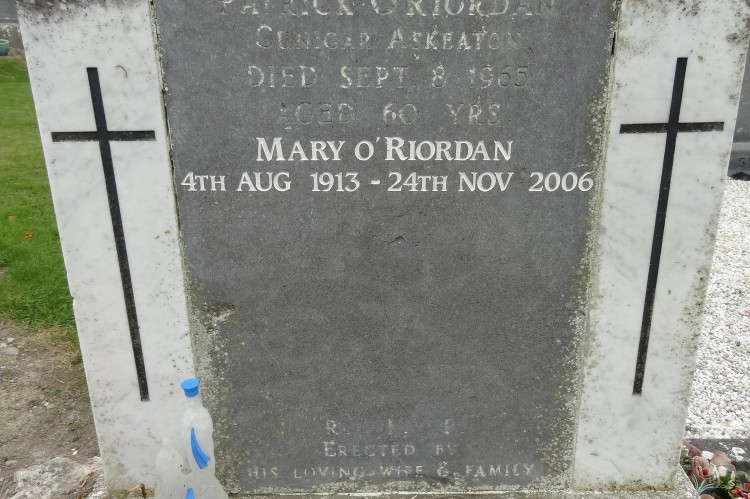 PATRICK O'RIORDAN
CUNIGAR ASKEATON
DIED SEPT. 8 1965
AGED 60 YRS.
MARY O'RIORDAN
4TH AUG 1913 - 24TH NOV 2006
R. I. P.
ERECTED BY
HIS LOVING WIFE & FAMILY